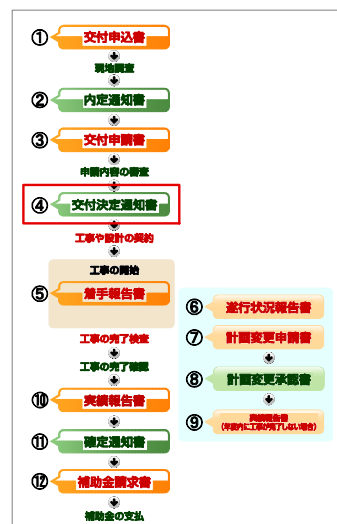 ① 交付申込書
現地調査
② 内定通知書
③ 交付申請書
申請内容の審査
④ 交付決定通知書
工事や設計の契約
工事の開始
⑤ 着手報告書
工事の完了検査
工事の完了確認
⑩ 実績報告書
⑪ 確定通知書
⑫ 補助金請求書
補助金の支払
⑥ 遂行状況報告書
⑦ 計画変更申請書
⑧ 計画変更承認書
⑨ 実績報告書
(年度内に工事が完了しない場合)